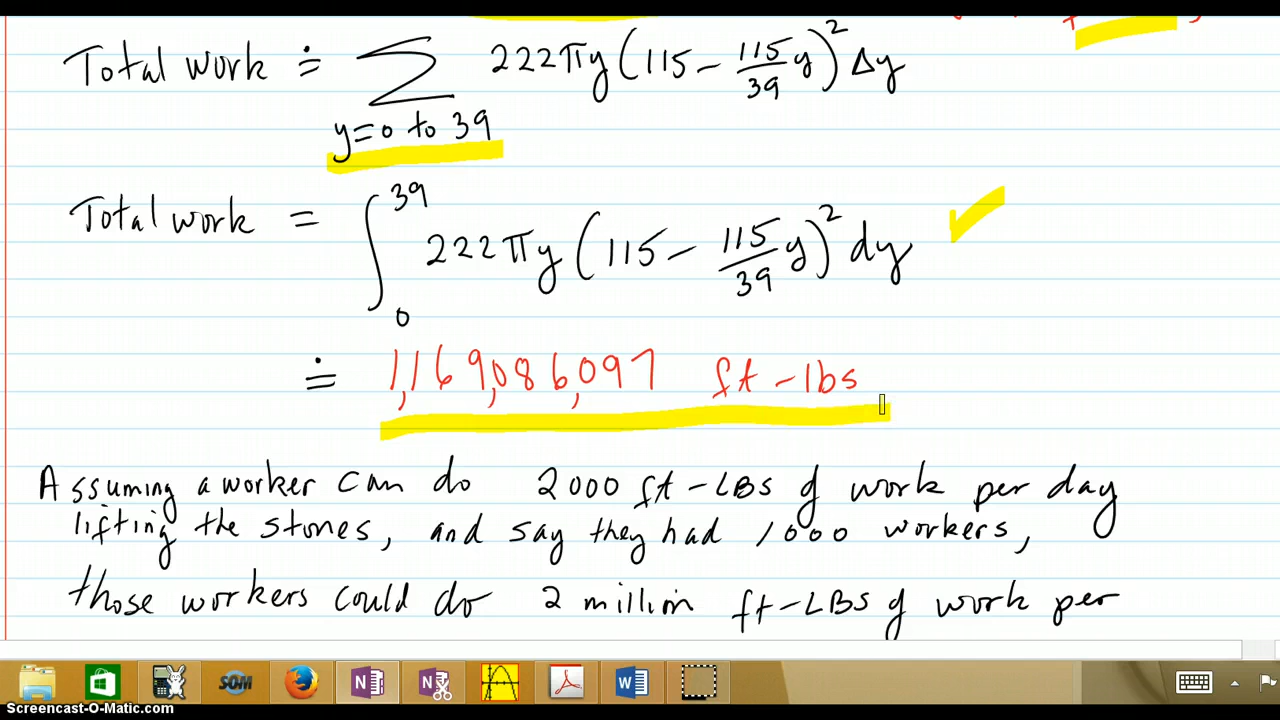 Total work ≐ ∑ 222πy(115 − 115/39 y)² Δy
y=0 to 39
Total work = ∫₀³⁹ 222πy(115 − 115/39 y)² dy
≐ 1,169,086,097 ft-lbs
Assuming a worker can do 2000 ft-LBs of work per day
lifting the stones, and say they had 1000 workers,
those workers could do 2 million ft-LBs of work per
SOM
Screencast-O-Matic.com